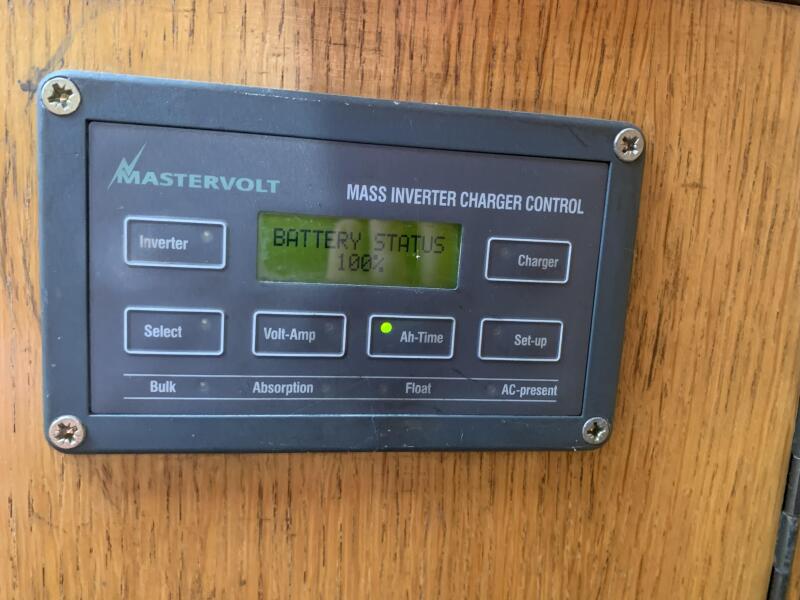 MASTERVOLT
MASS INVERTER CHARGER CONTROL
Inverter
BATTERY STATUS
100%
Charger
Select
Volt-Amp
Ah-Time
Set-up
Bulk
Absorption
Float
AC-present